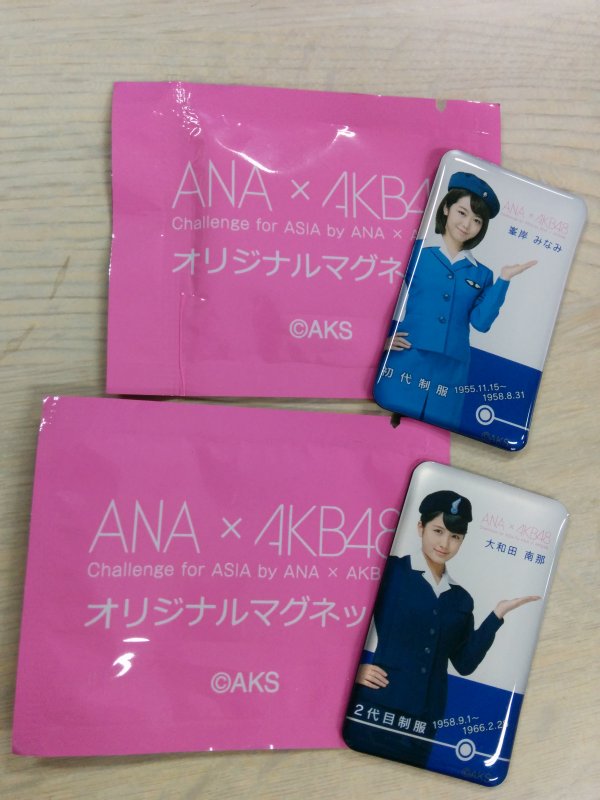 ANA × AKB4
Challenge for ASIA by ANA × A
オリジナルマグネッ
©AKS
ANA × AKB48
峯岸 みなみ
初代制服 1955.11.15~
1958.8.31
©AKS
ANA × AKB48
Challenge for ASIA by ANA × AKB
オリジナルマグネッ
©AKS
ANA × AKB48
大和田 南那
2代目制服 1958.9.1~
1966.2.2
©AKS